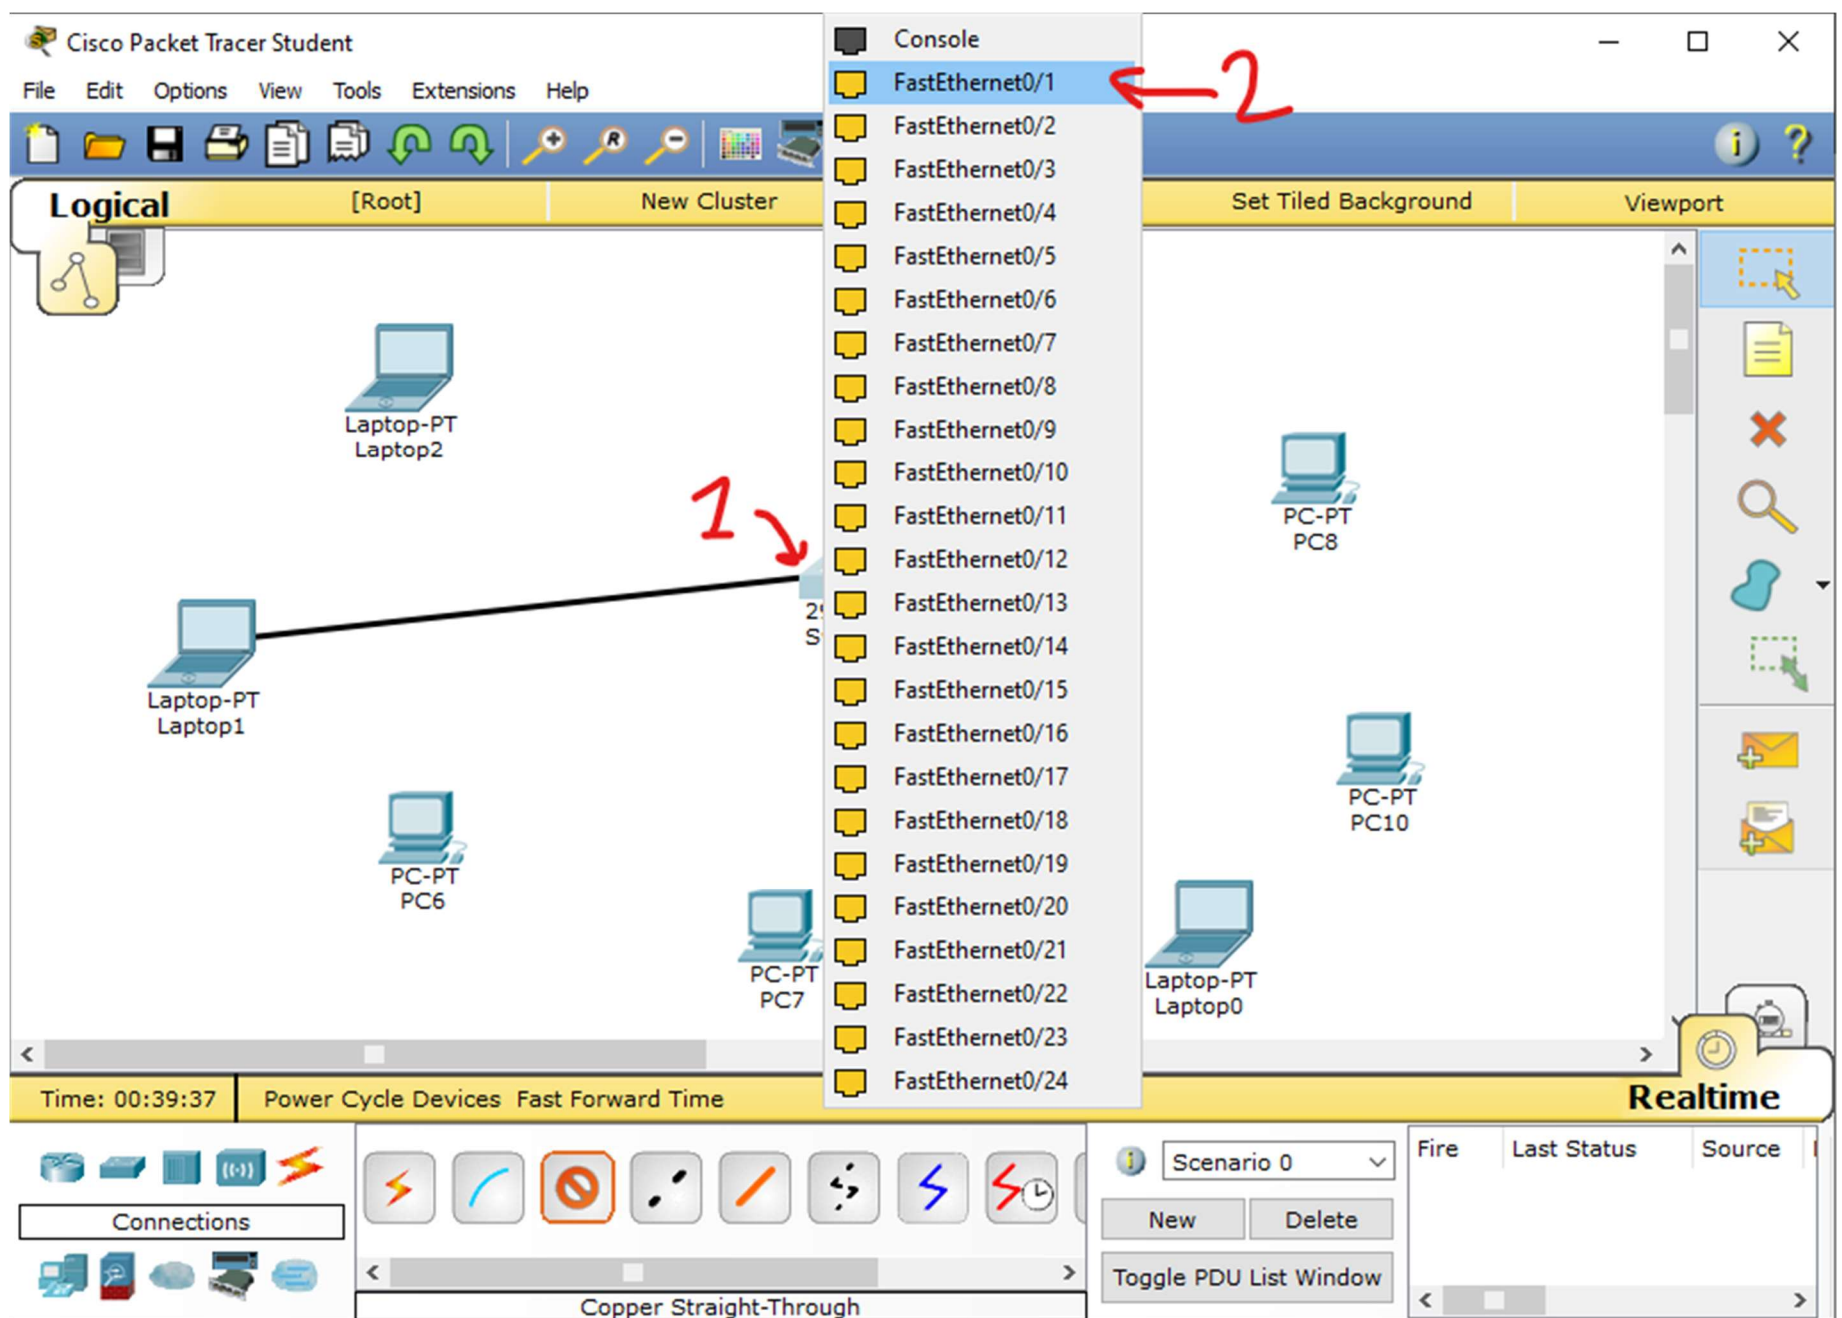 Cisco Packet Tracer Student
File Edit Options View Tools Extensions Help
Console
FastEthernet0/1
2
FastEthernet0/2
FastEthernet0/3
FastEthernet0/4
FastEthernet0/5
FastEthernet0/6
FastEthernet0/7
FastEthernet0/8
FastEthernet0/9
FastEthernet0/10
FastEthernet0/11
FastEthernet0/12
FastEthernet0/13
FastEthernet0/14
FastEthernet0/15
FastEthernet0/16
FastEthernet0/17
FastEthernet0/18
FastEthernet0/19
FastEthernet0/20
FastEthernet0/21
FastEthernet0/22
FastEthernet0/23
FastEthernet0/24
Logical [Root] New Cluster Set Tiled Background Viewport
Laptop-PT
Laptop2
1
PC-PT
PC8
Laptop-PT
Laptop1
PC-PT
PC10
PC-PT
PC6
PC-PT
PC7
Laptop-PT
Laptop0
Time: 00:39:37 Power Cycle Devices Fast Forward Time Realtime
Connections
Copper Straight-Through
Scenario 0
New Delete
Toggle PDU List Window
Fire Last Status Source